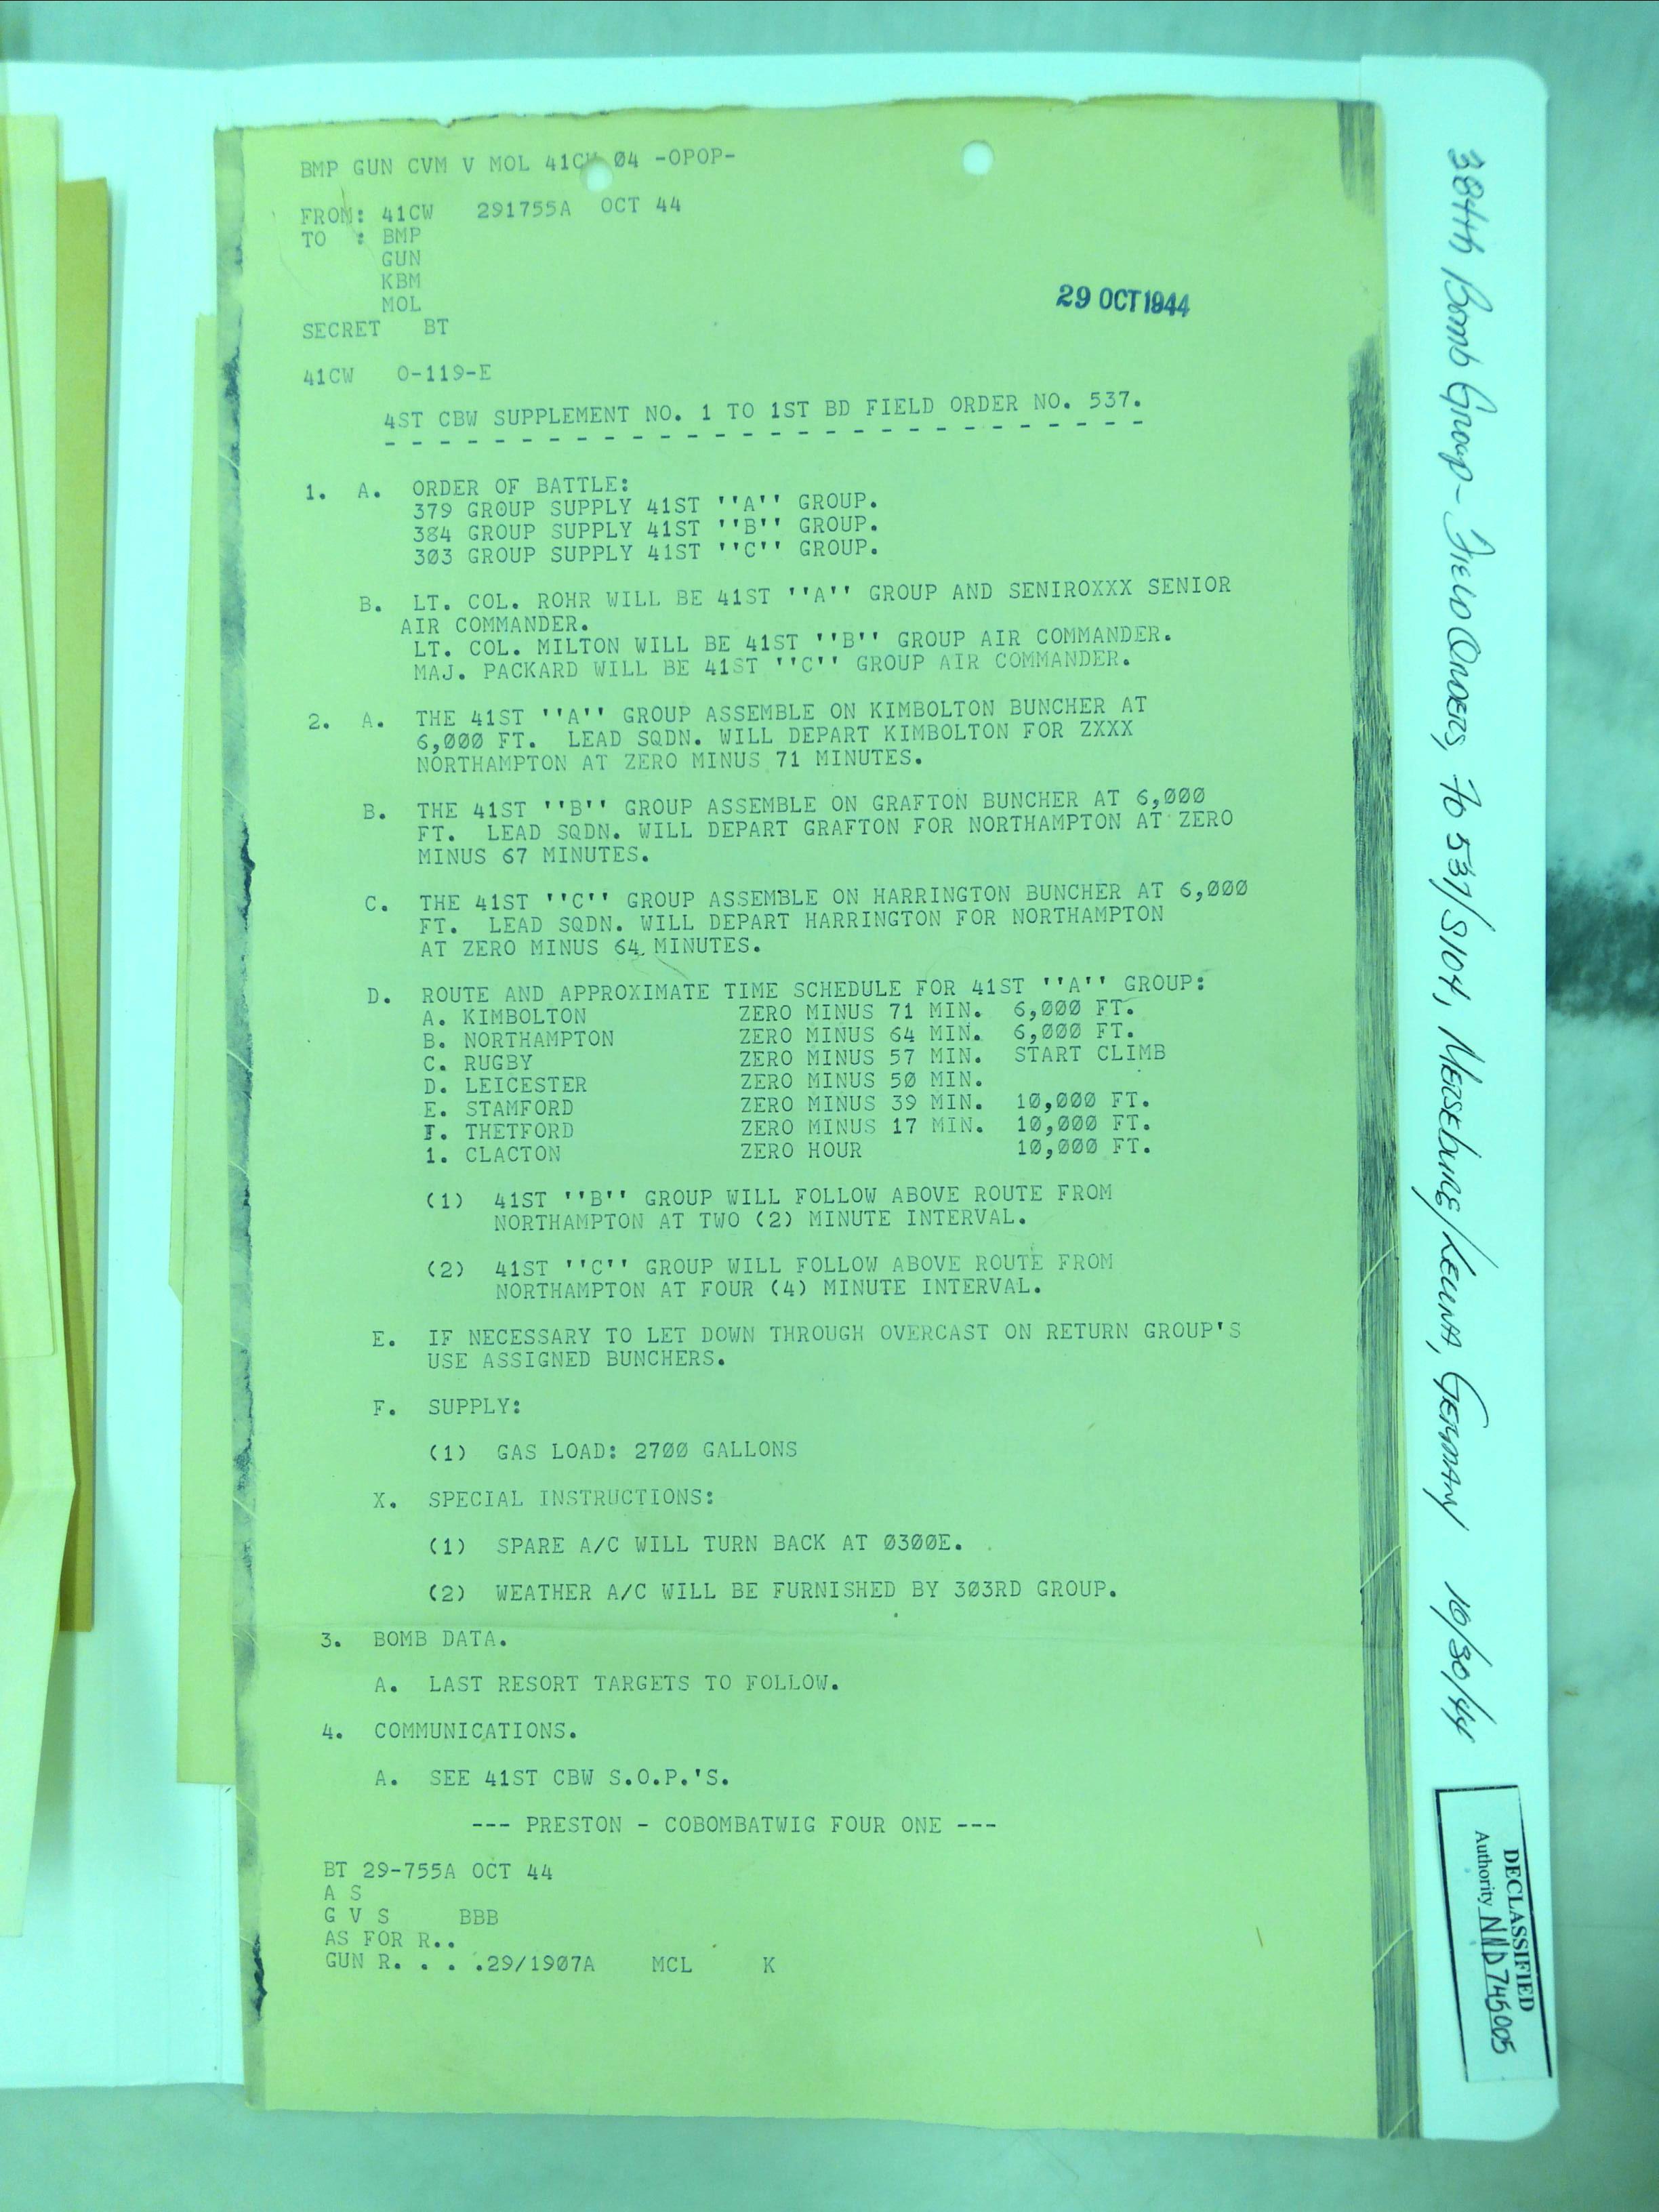 BMP GUN CVM V MOL 41CW 04 -OPOP-
FROM: 41CW 291755A OCT 44
TO : BMP
GUN
KBM
MOL
29 OCT 1944
SECRET BT
41CW O-119-E
4ST CBW SUPPLEMENT NO. 1 TO 1ST BD FIELD ORDER NO. 537.
- - - - - - - - - - - - - - - - - - - - - - - - - - - -
1. A. ORDER OF BATTLE:
379 GROUP SUPPLY 41ST ''A'' GROUP.
384 GROUP SUPPLY 41ST ''B'' GROUP.
303 GROUP SUPPLY 41ST ''C'' GROUP.
B. LT. COL. ROHR WILL BE 41ST ''A'' GROUP AND SENIROXXX SENIOR
AIR COMMANDER.
LT. COL. MILTON WILL BE 41ST ''B'' GROUP AIR COMMANDER.
MAJ. PACKARD WILL BE 41ST ''C'' GROUP AIR COMMANDER.
2. A. THE 41ST ''A'' GROUP ASSEMBLE ON KIMBOLTON BUNCHER AT
6,000 FT. LEAD SQDN. WILL DEPART KIMBOLTON FOR ZXXX
NORTHAMPTON AT ZERO MINUS 71 MINUTES.
B. THE 41ST ''B'' GROUP ASSEMBLE ON GRAFTON BUNCHER AT 6,000
FT. LEAD SQDN. WILL DEPART GRAFTON FOR NORTHAMPTON AT ZERO
MINUS 67 MINUTES.
C. THE 41ST ''C'' GROUP ASSEMBLE ON HARRINGTON BUNCHER AT 6,000
FT. LEAD SQDN. WILL DEPART HARRINGTON FOR NORTHAMPTON
AT ZERO MINUS 64 MINUTES.
D. ROUTE AND APPROXIMATE TIME SCHEDULE FOR 41ST ''A'' GROUP:
A. KIMBOLTON ZERO MINUS 71 MIN. 6,000 FT.
B. NORTHAMPTON ZERO MINUS 64 MIN. 6,000 FT.
C. RUGBY ZERO MINUS 57 MIN. START CLIMB
D. LEICESTER ZERO MINUS 50 MIN.
E. STAMFORD ZERO MINUS 39 MIN. 10,000 FT.
F. THETFORD ZERO MINUS 17 MIN. 10,000 FT.
1. CLACTON ZERO HOUR 10,000 FT.
(1) 41ST ''B'' GROUP WILL FOLLOW ABOVE ROUTE FROM
NORTHAMPTON AT TWO (2) MINUTE INTERVAL.
(2) 41ST ''C'' GROUP WILL FOLLOW ABOVE ROUTE FROM
NORTHAMPTON AT FOUR (4) MINUTE INTERVAL.
E. IF NECESSARY TO LET DOWN THROUGH OVERCAST ON RETURN GROUP'S
USE ASSIGNED BUNCHERS.
F. SUPPLY:
(1) GAS LOAD: 2700 GALLONS
X. SPECIAL INSTRUCTIONS:
(1) SPARE A/C WILL TURN BACK AT 0300E.
(2) WEATHER A/C WILL BE FURNISHED BY 303RD GROUP.
3. BOMB DATA.
A. LAST RESORT TARGETS TO FOLLOW.
4. COMMUNICATIONS.
A. SEE 41ST CBW S.O.P.'S.
--- PRESTON - COBOMBATWIG FOUR ONE ---
BT 29-755A OCT 44
A S
G V S BBB
AS FOR R..
GUN R. . . .29/1907A MCL K
384th Bomb Group - Field Orders, Fo 537/S/04, Merseburg/Leuna, Germany 10/30/44
DECLASSIFIED
Authority NND 745005